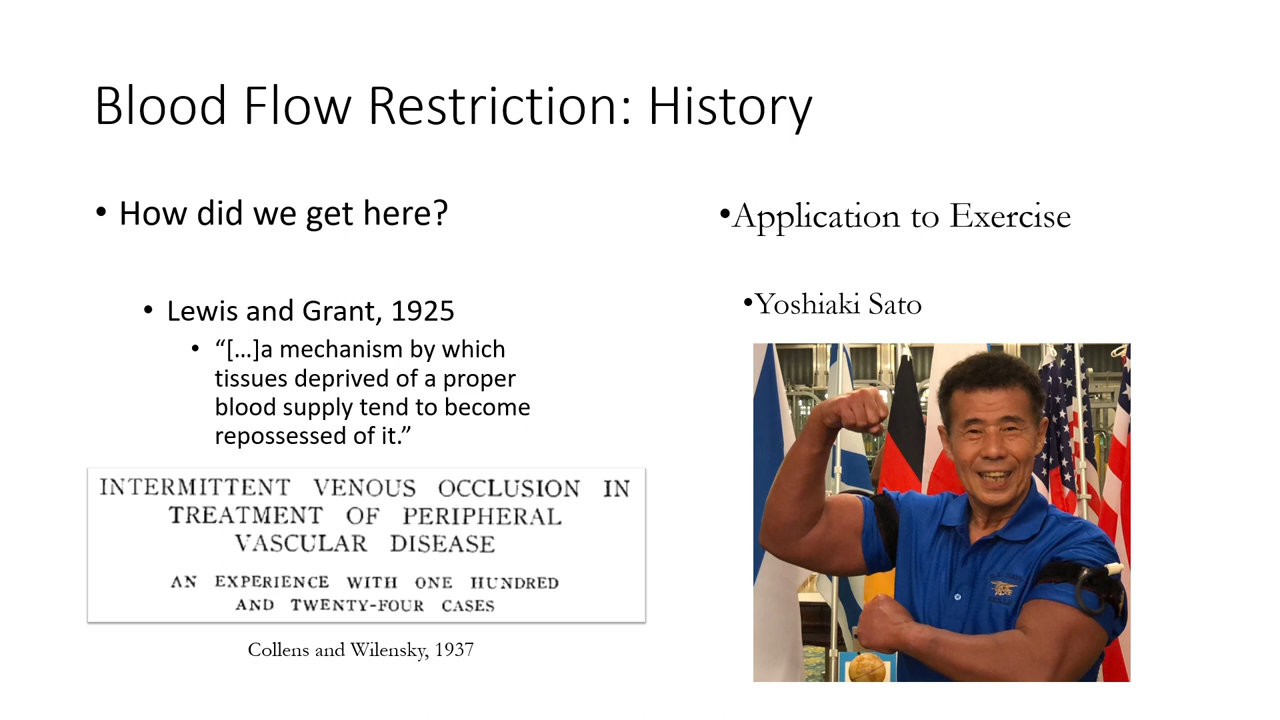 Blood Flow Restriction: History
• How did we get here?
• Lewis and Grant, 1925
• “[…]a mechanism by which
tissues deprived of a proper
blood supply tend to become
repossessed of it.”
INTERMITTENT VENOUS OCCLUSION IN
TREATMENT OF PERIPHERAL
VASCULAR DISEASE
AN EXPERIENCE WITH ONE HUNDRED
AND TWENTY-FOUR CASES
Collens and Wilensky, 1937
•Application to Exercise
•Yoshiaki Sato